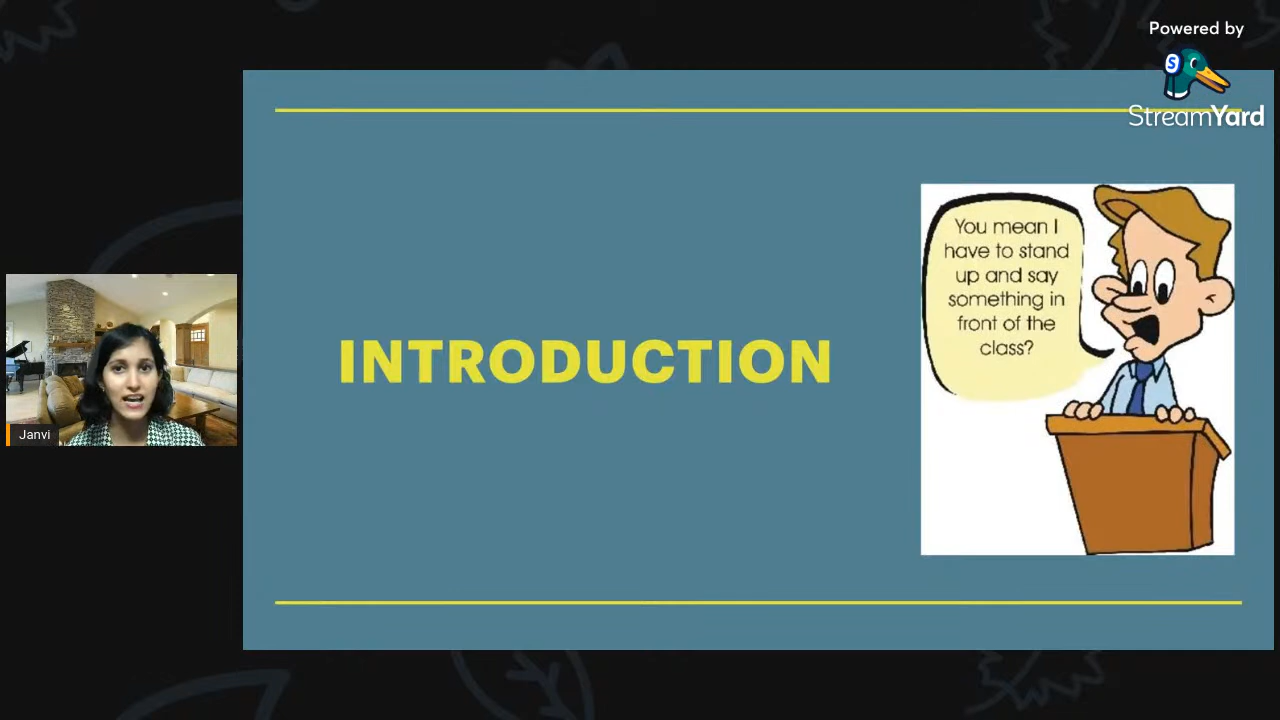 Powered by
StreamYard
INTRODUCTION
You mean I
have to stand
up and say
something in
front of the
class?
Janvi
S